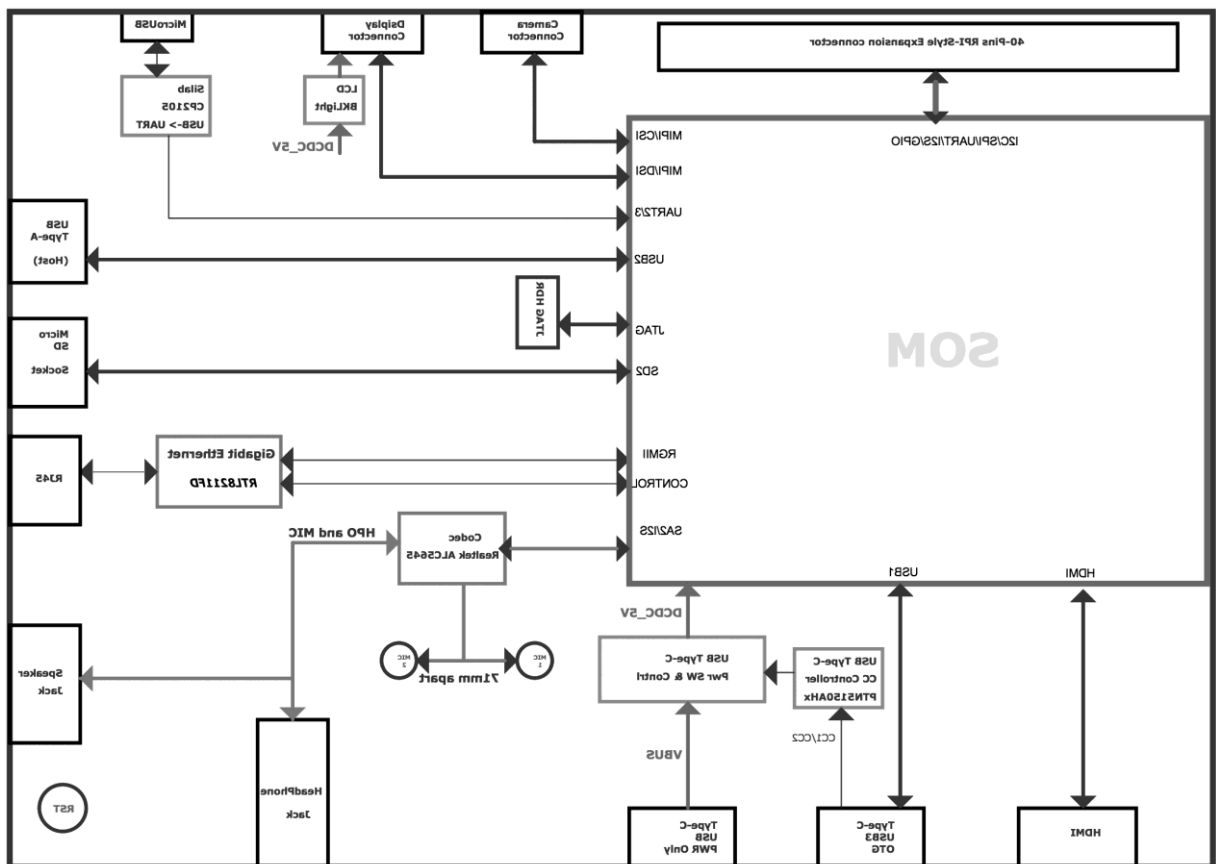 MicroUSB
Dsiplay
Connector
Camera
Connector
40-Pins RPI-Style Expansion connector
Silab
CP2105
USB-> UART
LCD
BKLight
DCDC_5V
MIPI/CSI
I2C/SPI/UART/I2S/GPIO
MIPI/DSI
UART2/3
USB
Type-A
(Host)
USB2
JTAG HDR
JTAG
SOM
Micro
SD
Socket
SD2
RJ45
Gigabit Ethernet
RTL8211FD
RGMII
CONTROL
HPO and MIC
Codec
Realtek ALC5645
SA2/I2S
USB1
HDMI
DCDC_5V
Speaker
Jack
MIC
2
MIC
1
71mm apart
USB Type-C
Pwr SW & Contrl
USB Type-C
CC Controller
PTN5150AHx
VBUS
CC1/CC2
RST
HeadPhone
Jack
Type-C
USB
PWR Only
Type-C
USB3
OTG
HDMI